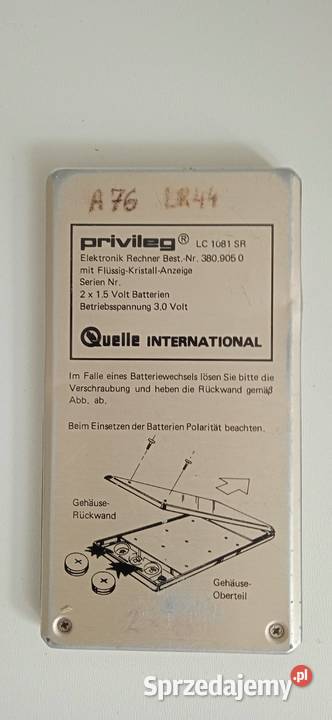 A76 LR44
privileg® LC 1081 SR
Elektronik Rechner Best.-Nr. 380.905 0
mit Flüssig-Kristall-Anzeige
Serien Nr.
2 x 1.5 Volt Batterien
Betriebsspannung 3.0 Volt
Quelle INTERNATIONAL
Im Falle eines Batteriewechsels lösen Sie bitte die
Verschraubung und heben die Rückwand gemäß
Abb. ab.
Beim Einsetzen der Batterien Polarität beachten.
Gehäuse-
Rückwand
Gehäuse-
Oberteil
Sprzedajemy.pl